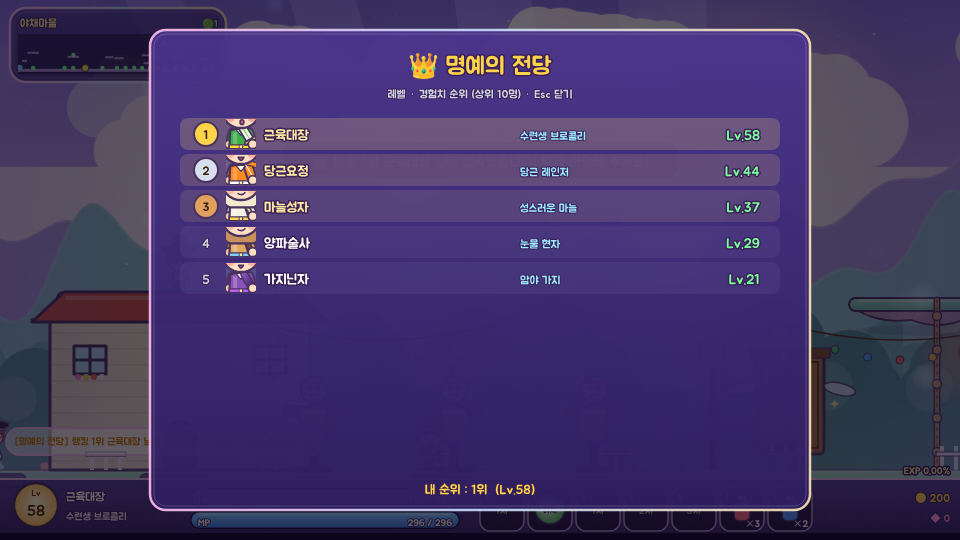 야채마을
1
명예의 전당
레벨 · 경험치 순위 (상위 10명) · Esc 닫기
1 근육대장 수련생 브로콜리 Lv.58
2 당근요정 당근 레인저 Lv.44
3 마늘성자 성스러운 마늘 Lv.37
4 양파술사 눈물 현자 Lv.29
5 가지닌자 암야 가지 Lv.21
[명예의 전당] 랭킹 1위 근육대장
EXP 0.00%
내 순위 : 1위 (Lv.58)
Lv
58
근육대장
수련생 브로콜리
MP 296 / 296
×3
×2
200
0